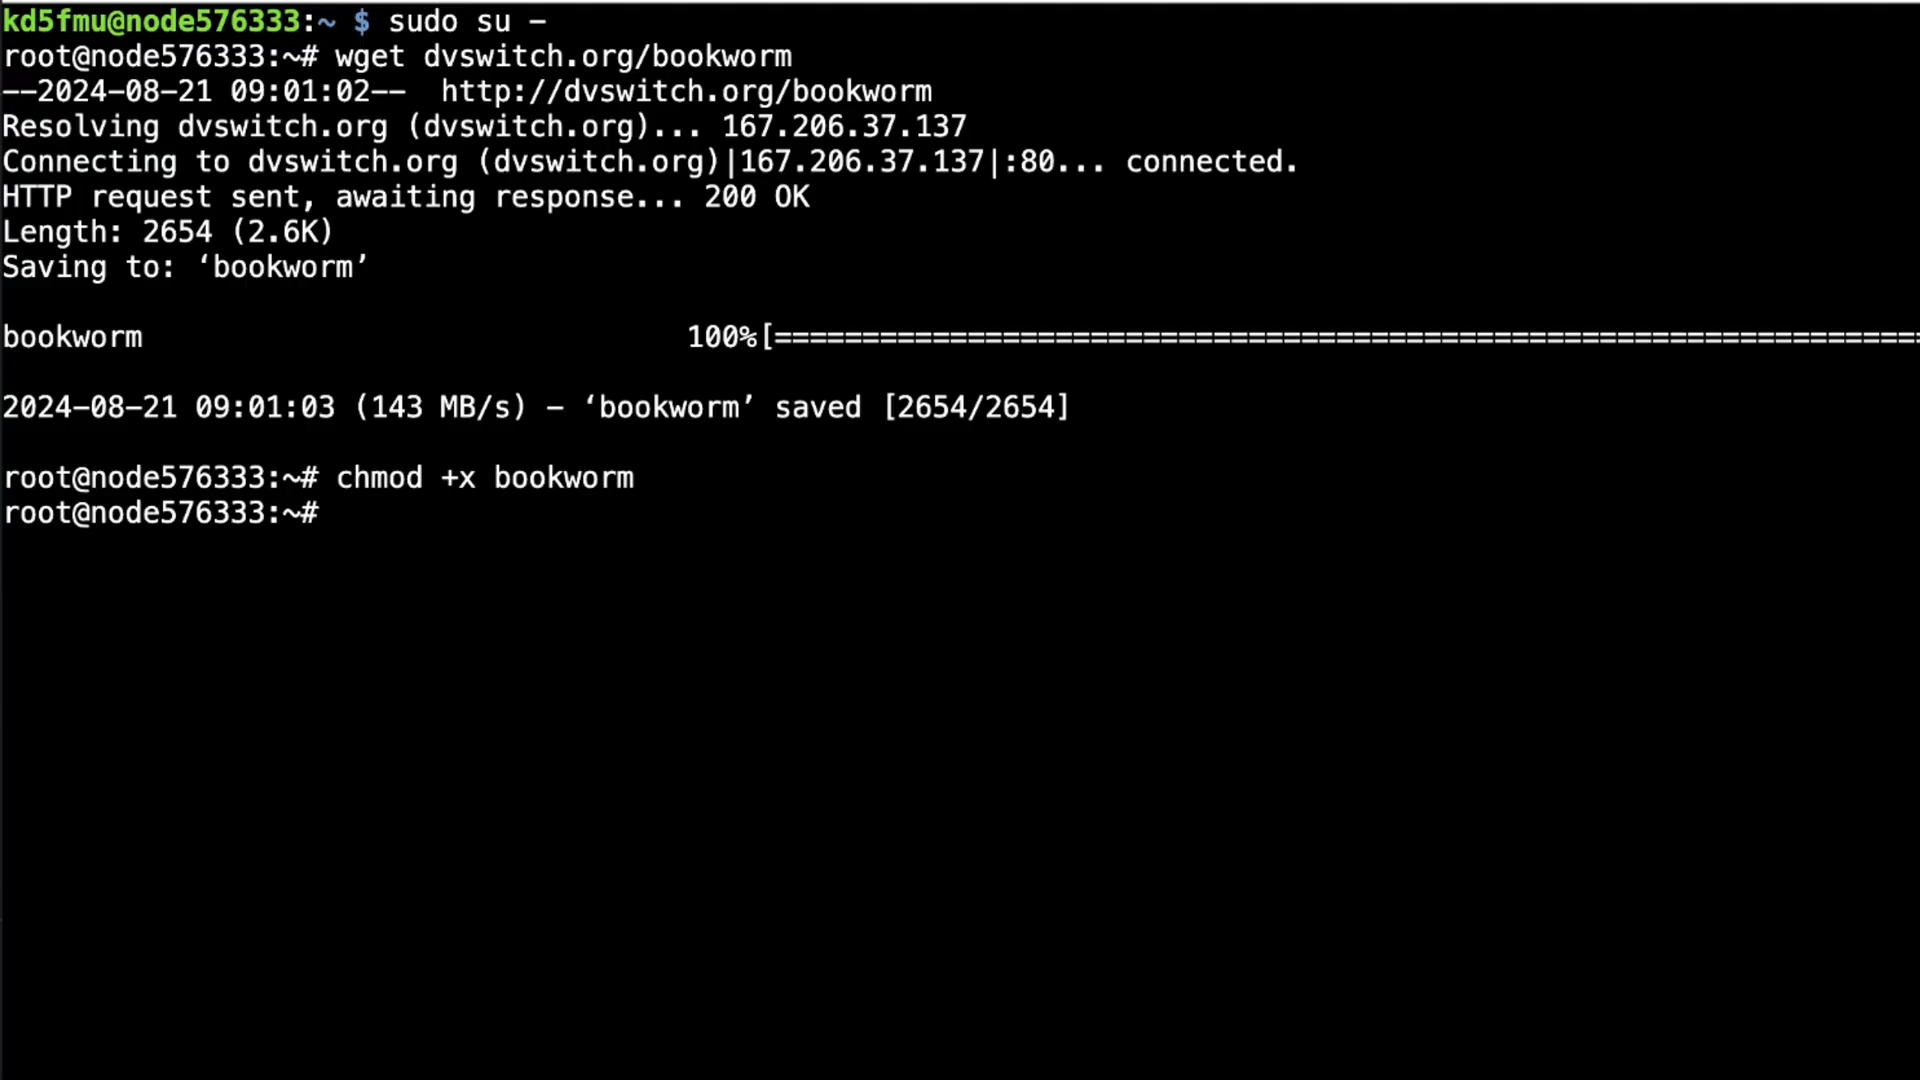 kd5fmu@node576333:~ $ sudo su -
root@node576333:~# wget dvswitch.org/bookworm
--2024-08-21 09:01:02--  http://dvswitch.org/bookworm
Resolving dvswitch.org (dvswitch.org)... 167.206.37.137
Connecting to dvswitch.org (dvswitch.org)|167.206.37.137|:80... connected.
HTTP request sent, awaiting response... 200 OK
Length: 2654 (2.6K)
Saving to: ‘bookworm’
bookworm 100%[=================================================================
2024-08-21 09:01:03 (143 MB/s) - ‘bookworm’ saved [2654/2654]
root@node576333:~# chmod +x bookworm
root@node576333:~#